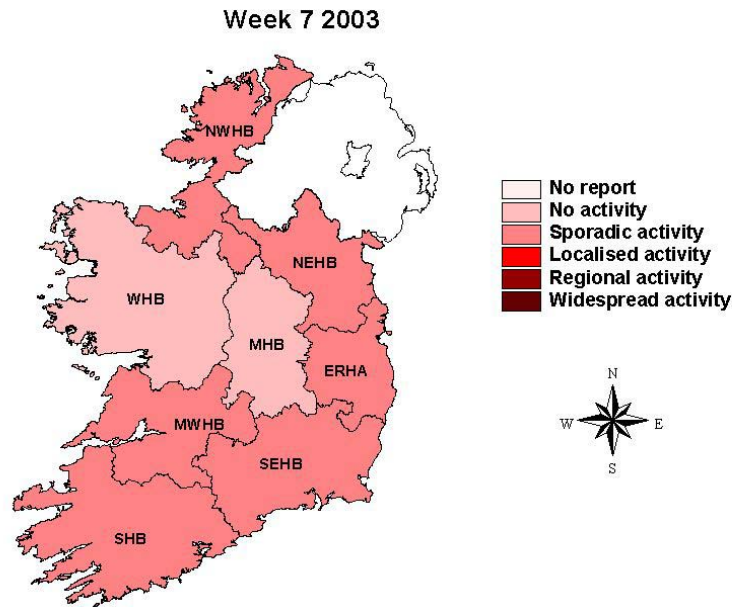 Week 7 2003
NWHB
NEHB
WHB
MHB
ERHA
MWHB
SEHB
SHB
No report
No activity
Sporadic activity
Localised activity
Regional activity
Widespread activity
N
W E
S